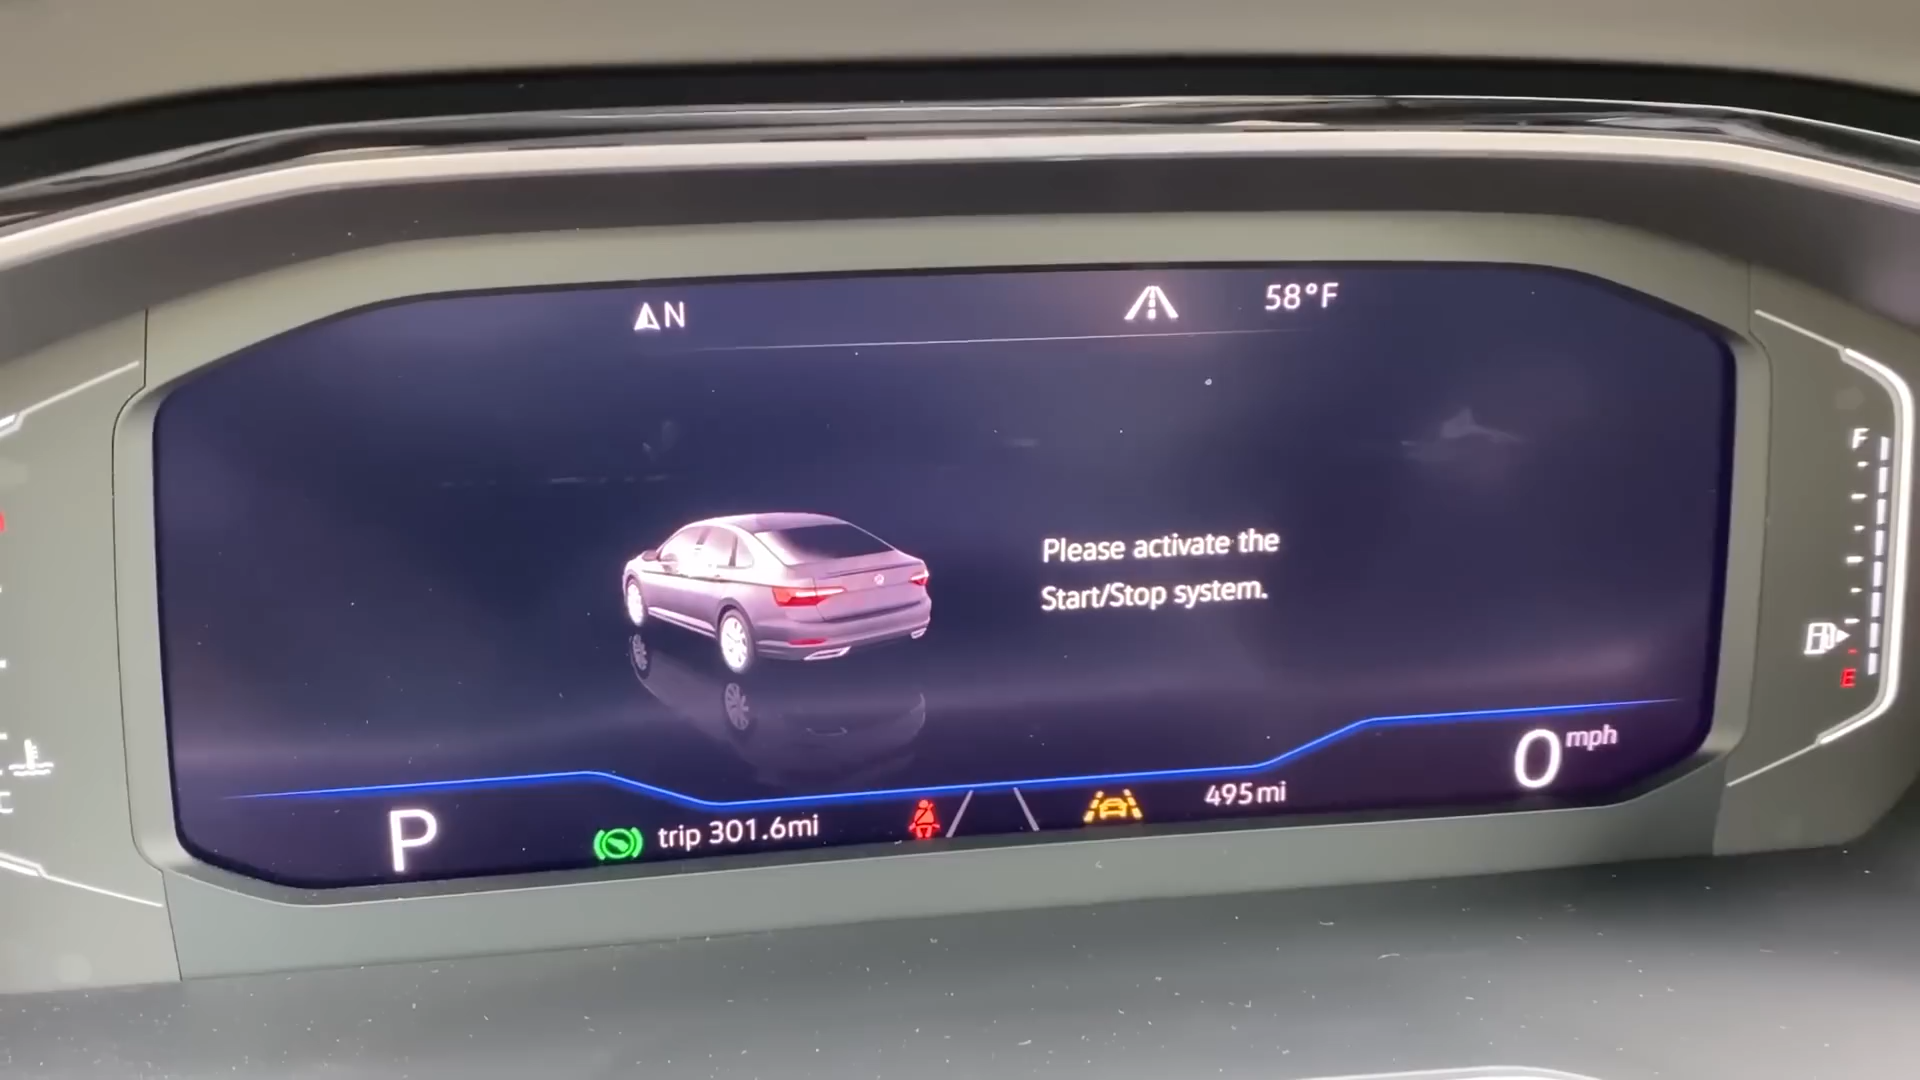 N
58°F
F
Please activate the
Start/Stop system.
E
0 mph
C
P
trip 301.6mi
495mi